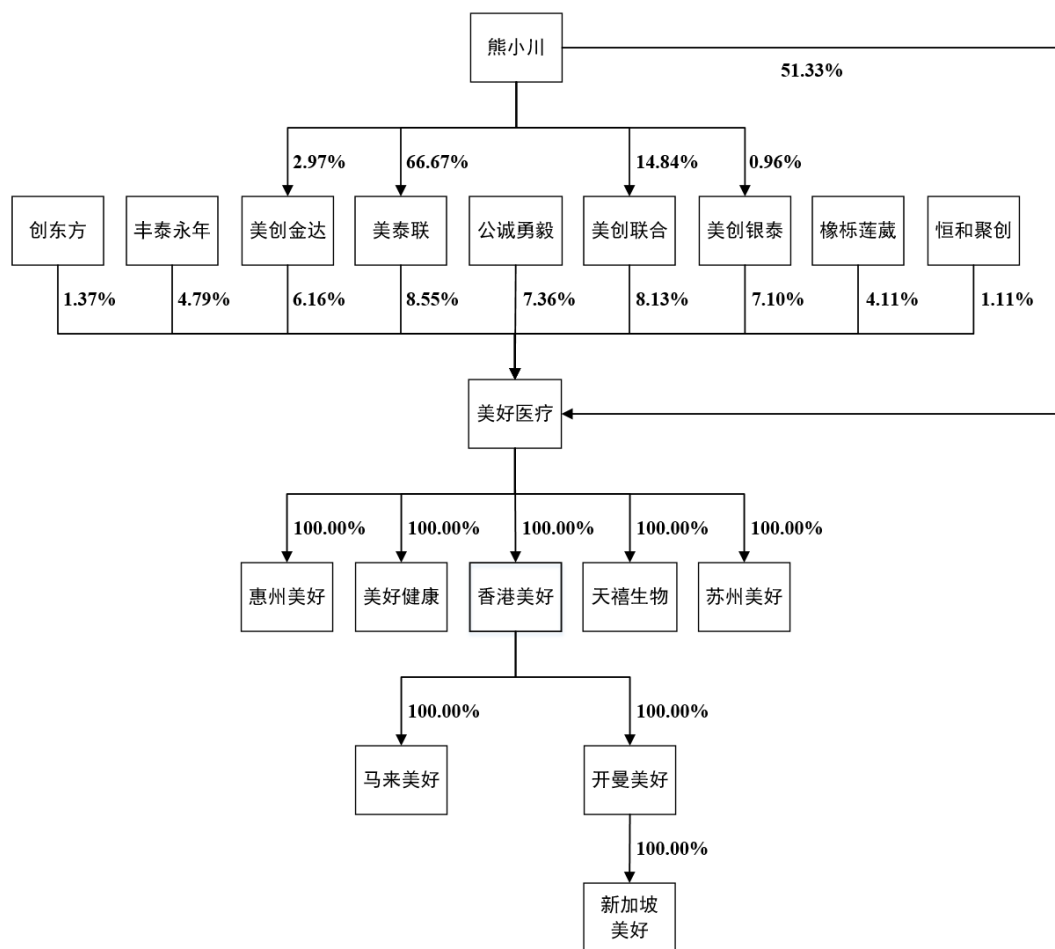 熊小川
51.33%
2.97%
66.67%
14.84%
0.96%
创东方
丰泰永年
美创金达
美泰联
公诚勇毅
美创联合
美创银泰
橡栎莲葳
恒和聚创
1.37%
4.79%
6.16%
8.55%
7.36%
8.13%
7.10%
4.11%
1.11%
美好医疗
100.00%
100.00%
100.00%
100.00%
100.00%
惠州美好
美好健康
香港美好
天禧生物
苏州美好
100.00%
100.00%
马来美好
开曼美好
100.00%
新加坡
美好